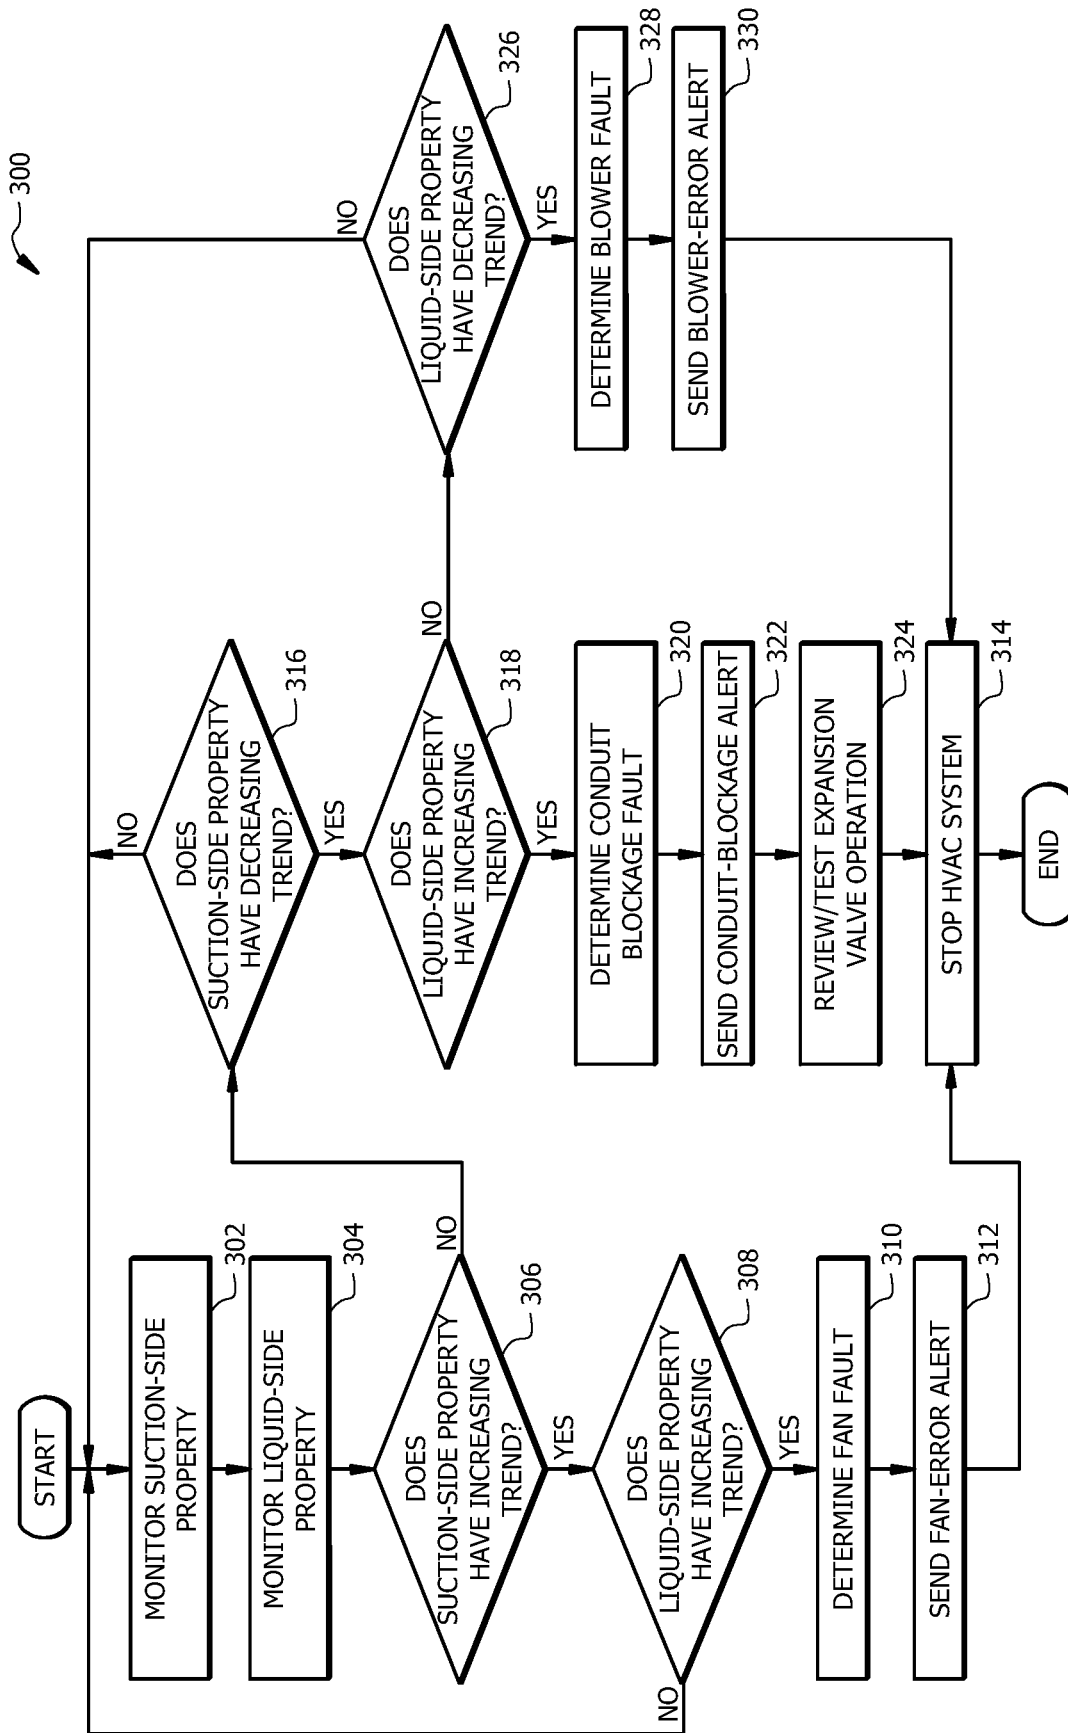 300
START
MONITOR SUCTION-SIDE
PROPERTY
302
MONITOR LIQUID-SIDE
PROPERTY
304
DOES
SUCTION-SIDE PROPERTY
HAVE INCREASING
TREND?
306
NO
YES
DOES
LIQUID-SIDE PROPERTY
HAVE INCREASING
TREND?
308
NO
YES
DETERMINE FAN FAULT
310
SEND FAN-ERROR ALERT
312
DOES
SUCTION-SIDE PROPERTY
HAVE DECREASING
TREND?
316
NO
YES
DOES
LIQUID-SIDE PROPERTY
HAVE INCREASING
TREND?
318
NO
YES
DETERMINE CONDUIT
BLOCKAGE FAULT
320
SEND CONDUIT-BLOCKAGE ALERT
322
REVIEW/TEST EXPANSION
VALVE OPERATION
324
STOP HVAC SYSTEM
314
END
DOES
LIQUID-SIDE PROPERTY
HAVE DECREASING
TREND?
326
NO
YES
DETERMINE BLOWER FAULT
328
SEND BLOWER-ERROR ALERT
330